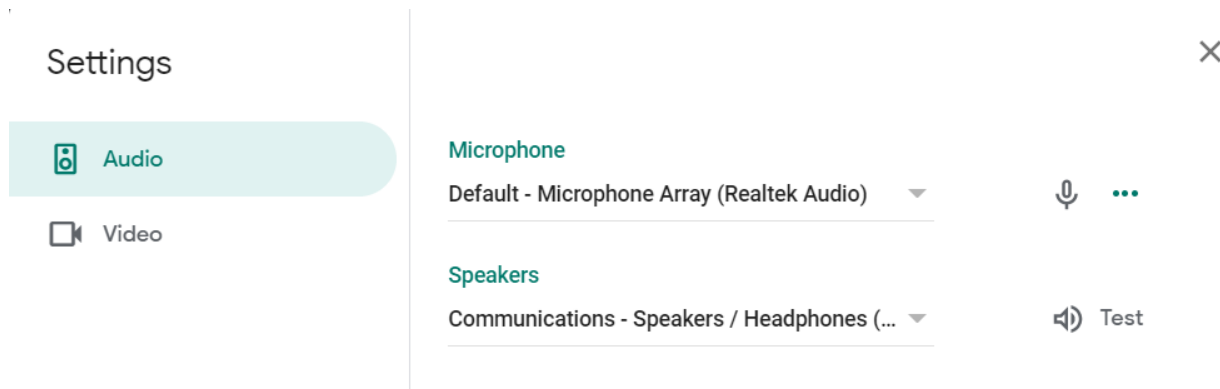 Settings
Audio
Video
Microphone
Default - Microphone Array (Realtek Audio)
Speakers
Communications - Speakers / Headphones (...
Test